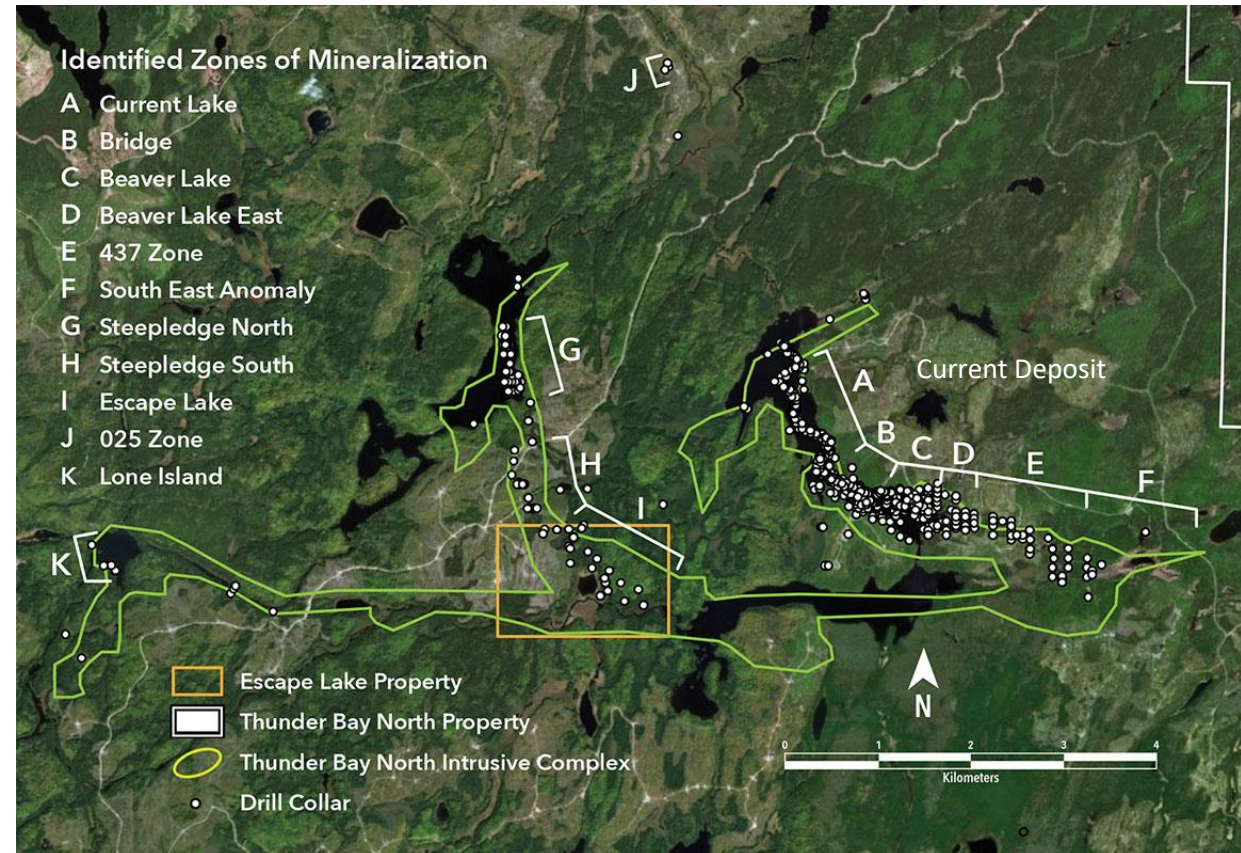 Identified Zones of Mineralization
A Current Lake
B Bridge
C Beaver Lake
D Beaver Lake East
E 437 Zone
F South East Anomaly
G Steepledge North
H Steepledge South
I Escape Lake
J 025 Zone
K Lone Island
J
G
A
Current Deposit
B
C
D
E
F
H
I
K
Escape Lake Property
Thunder Bay North Property
Thunder Bay North Intrusive Complex
Drill Collar
N
0 1 2 3 4
Kilometers